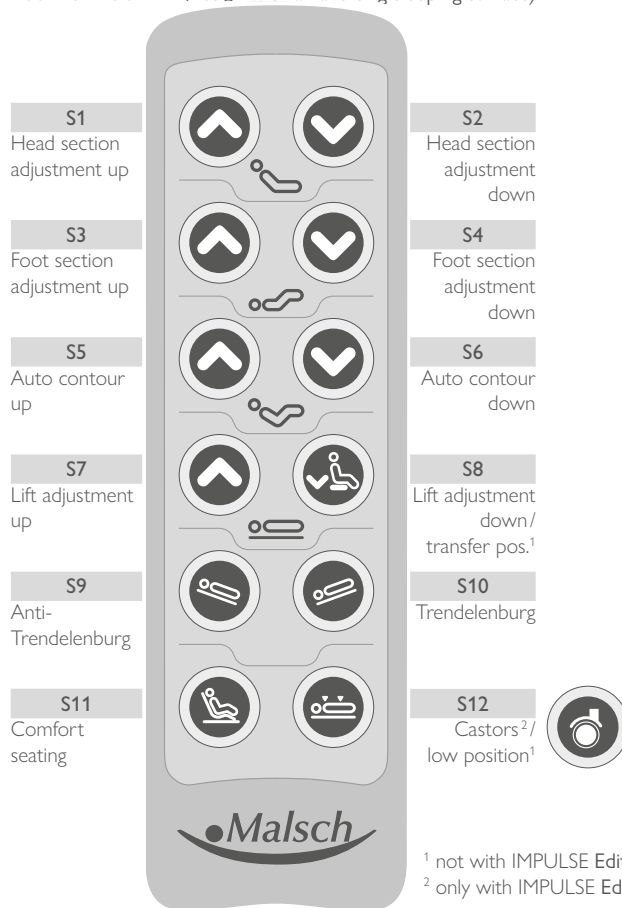 S1
Head section
adjustment up
S2
Head section
adjustment
down
S3
Foot section
adjustment up
S4
Foot section
adjustment
down
S5
Auto contour
up
S6
Auto contour
down
S7
Lift adjustment
up
S8
Lift adjustment
down/
transfer pos.¹
S9
Anti-
Trendelenburg
S10
Trendelenburg
S11
Comfort
seating
S12
Castors²/
low position¹
Malsch
¹ not with IMPULSE
² only with IMPULSE